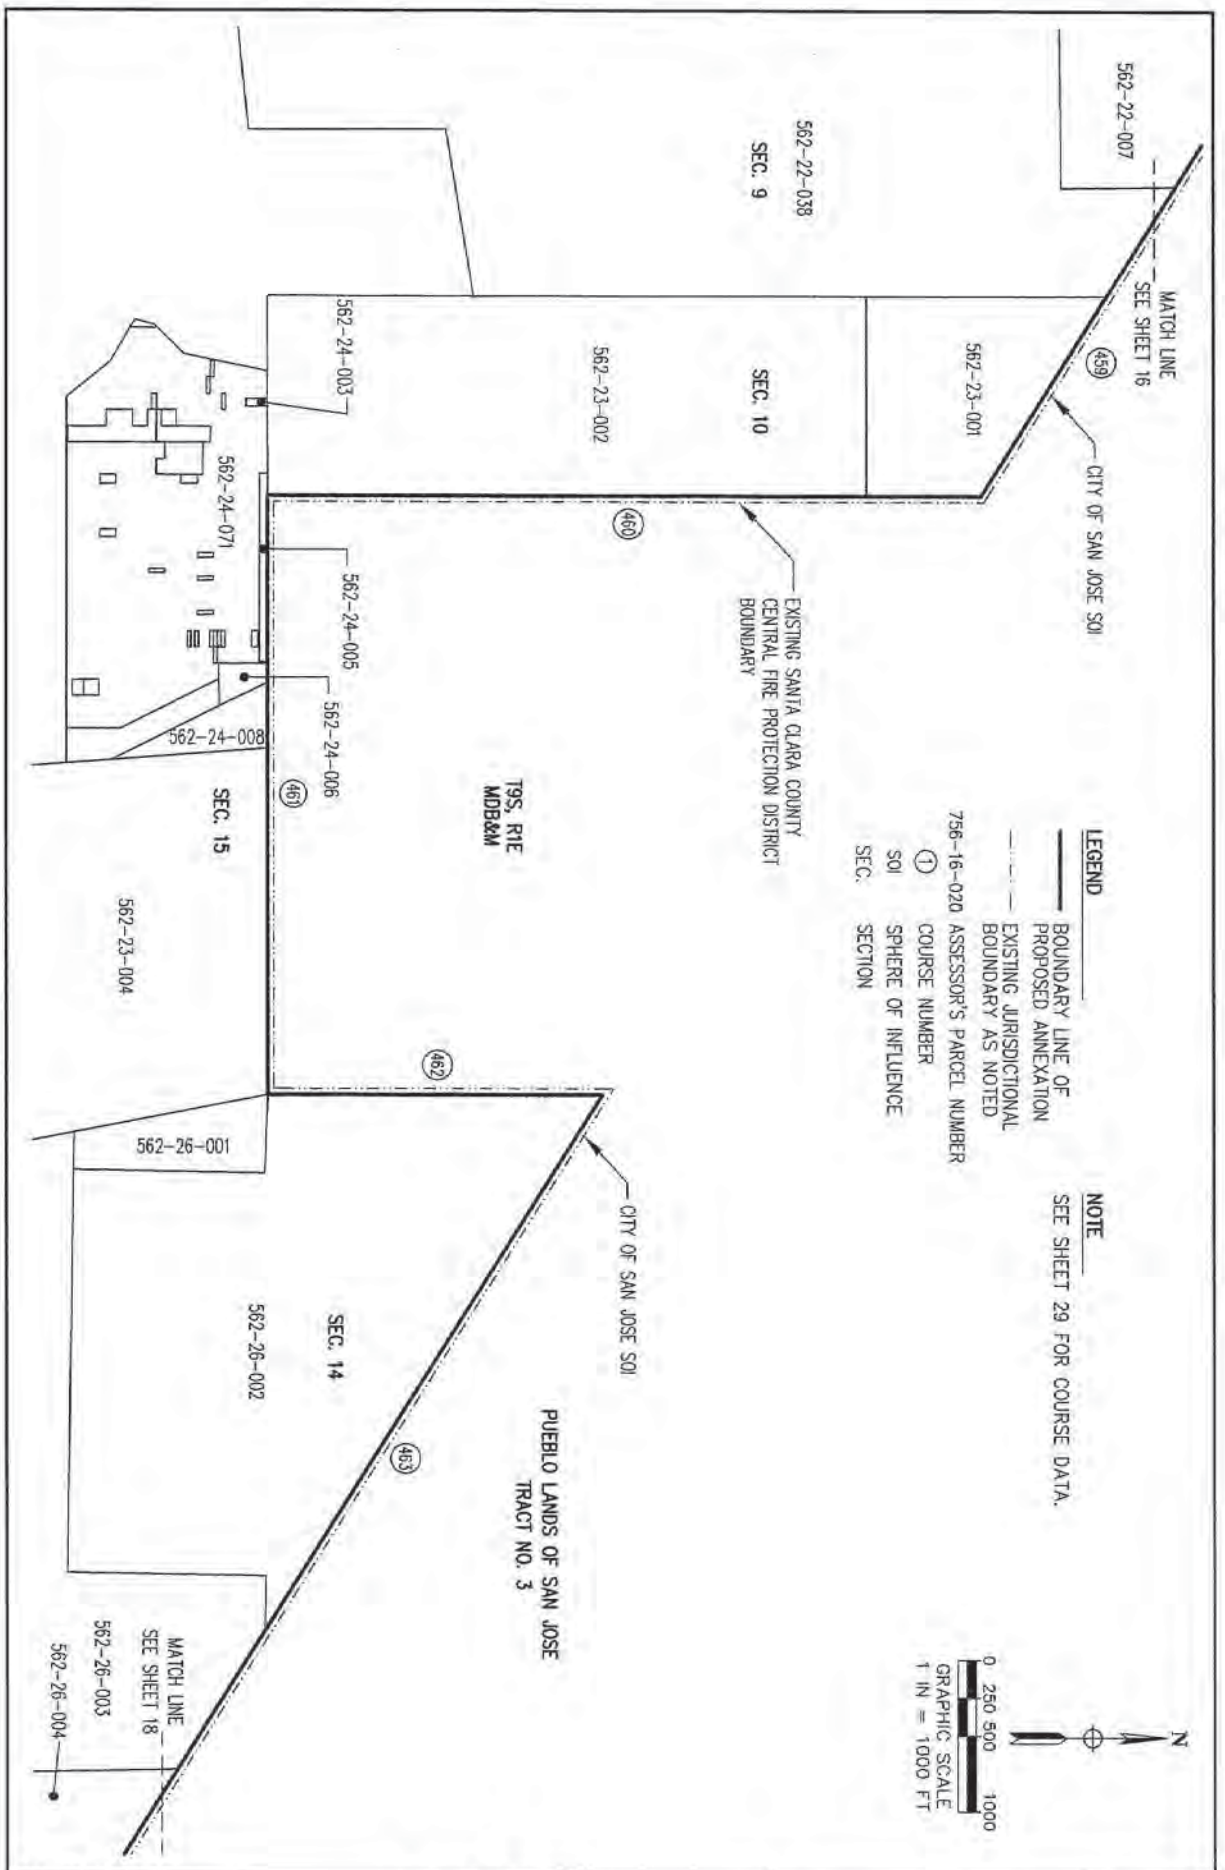 562-22-007
MATCH LINE
SEE SHEET 16
459
CITY OF SAN JOSE SOI
562-22-038
SEC. 9
562-23-001
SEC. 10
562-23-002
460
EXISTING SANTA CLARA COUNTY
CENTRAL FIRE PROTECTION DISTRICT
BOUNDARY
LEGEND
BOUNDARY LINE OF
PROPOSED ANNEXATION
EXISTING JURISDICTIONAL
BOUNDARY AS NOTED
756-16-020 ASSESSOR'S PARCEL NUMBER
1 COURSE NUMBER
SOI SPHERE OF INFLUENCE
SEC. SECTION
NOTE
SEE SHEET 29 FOR COURSE DATA.
N
0 250 500 1000
GRAPHIC SCALE
1 IN = 1000 FT
562-24-003
562-24-071
562-24-005
562-24-006
562-24-008
461
T9S, R1E
MDB&M
SEC. 15
562-23-004
462
562-26-001
CITY OF SAN JOSE SOI
SEC. 14
562-26-002
463
PUEBLO LANDS OF SAN JOSE
TRACT NO. 3
MATCH LINE
SEE SHEET 18
562-26-003
562-26-004